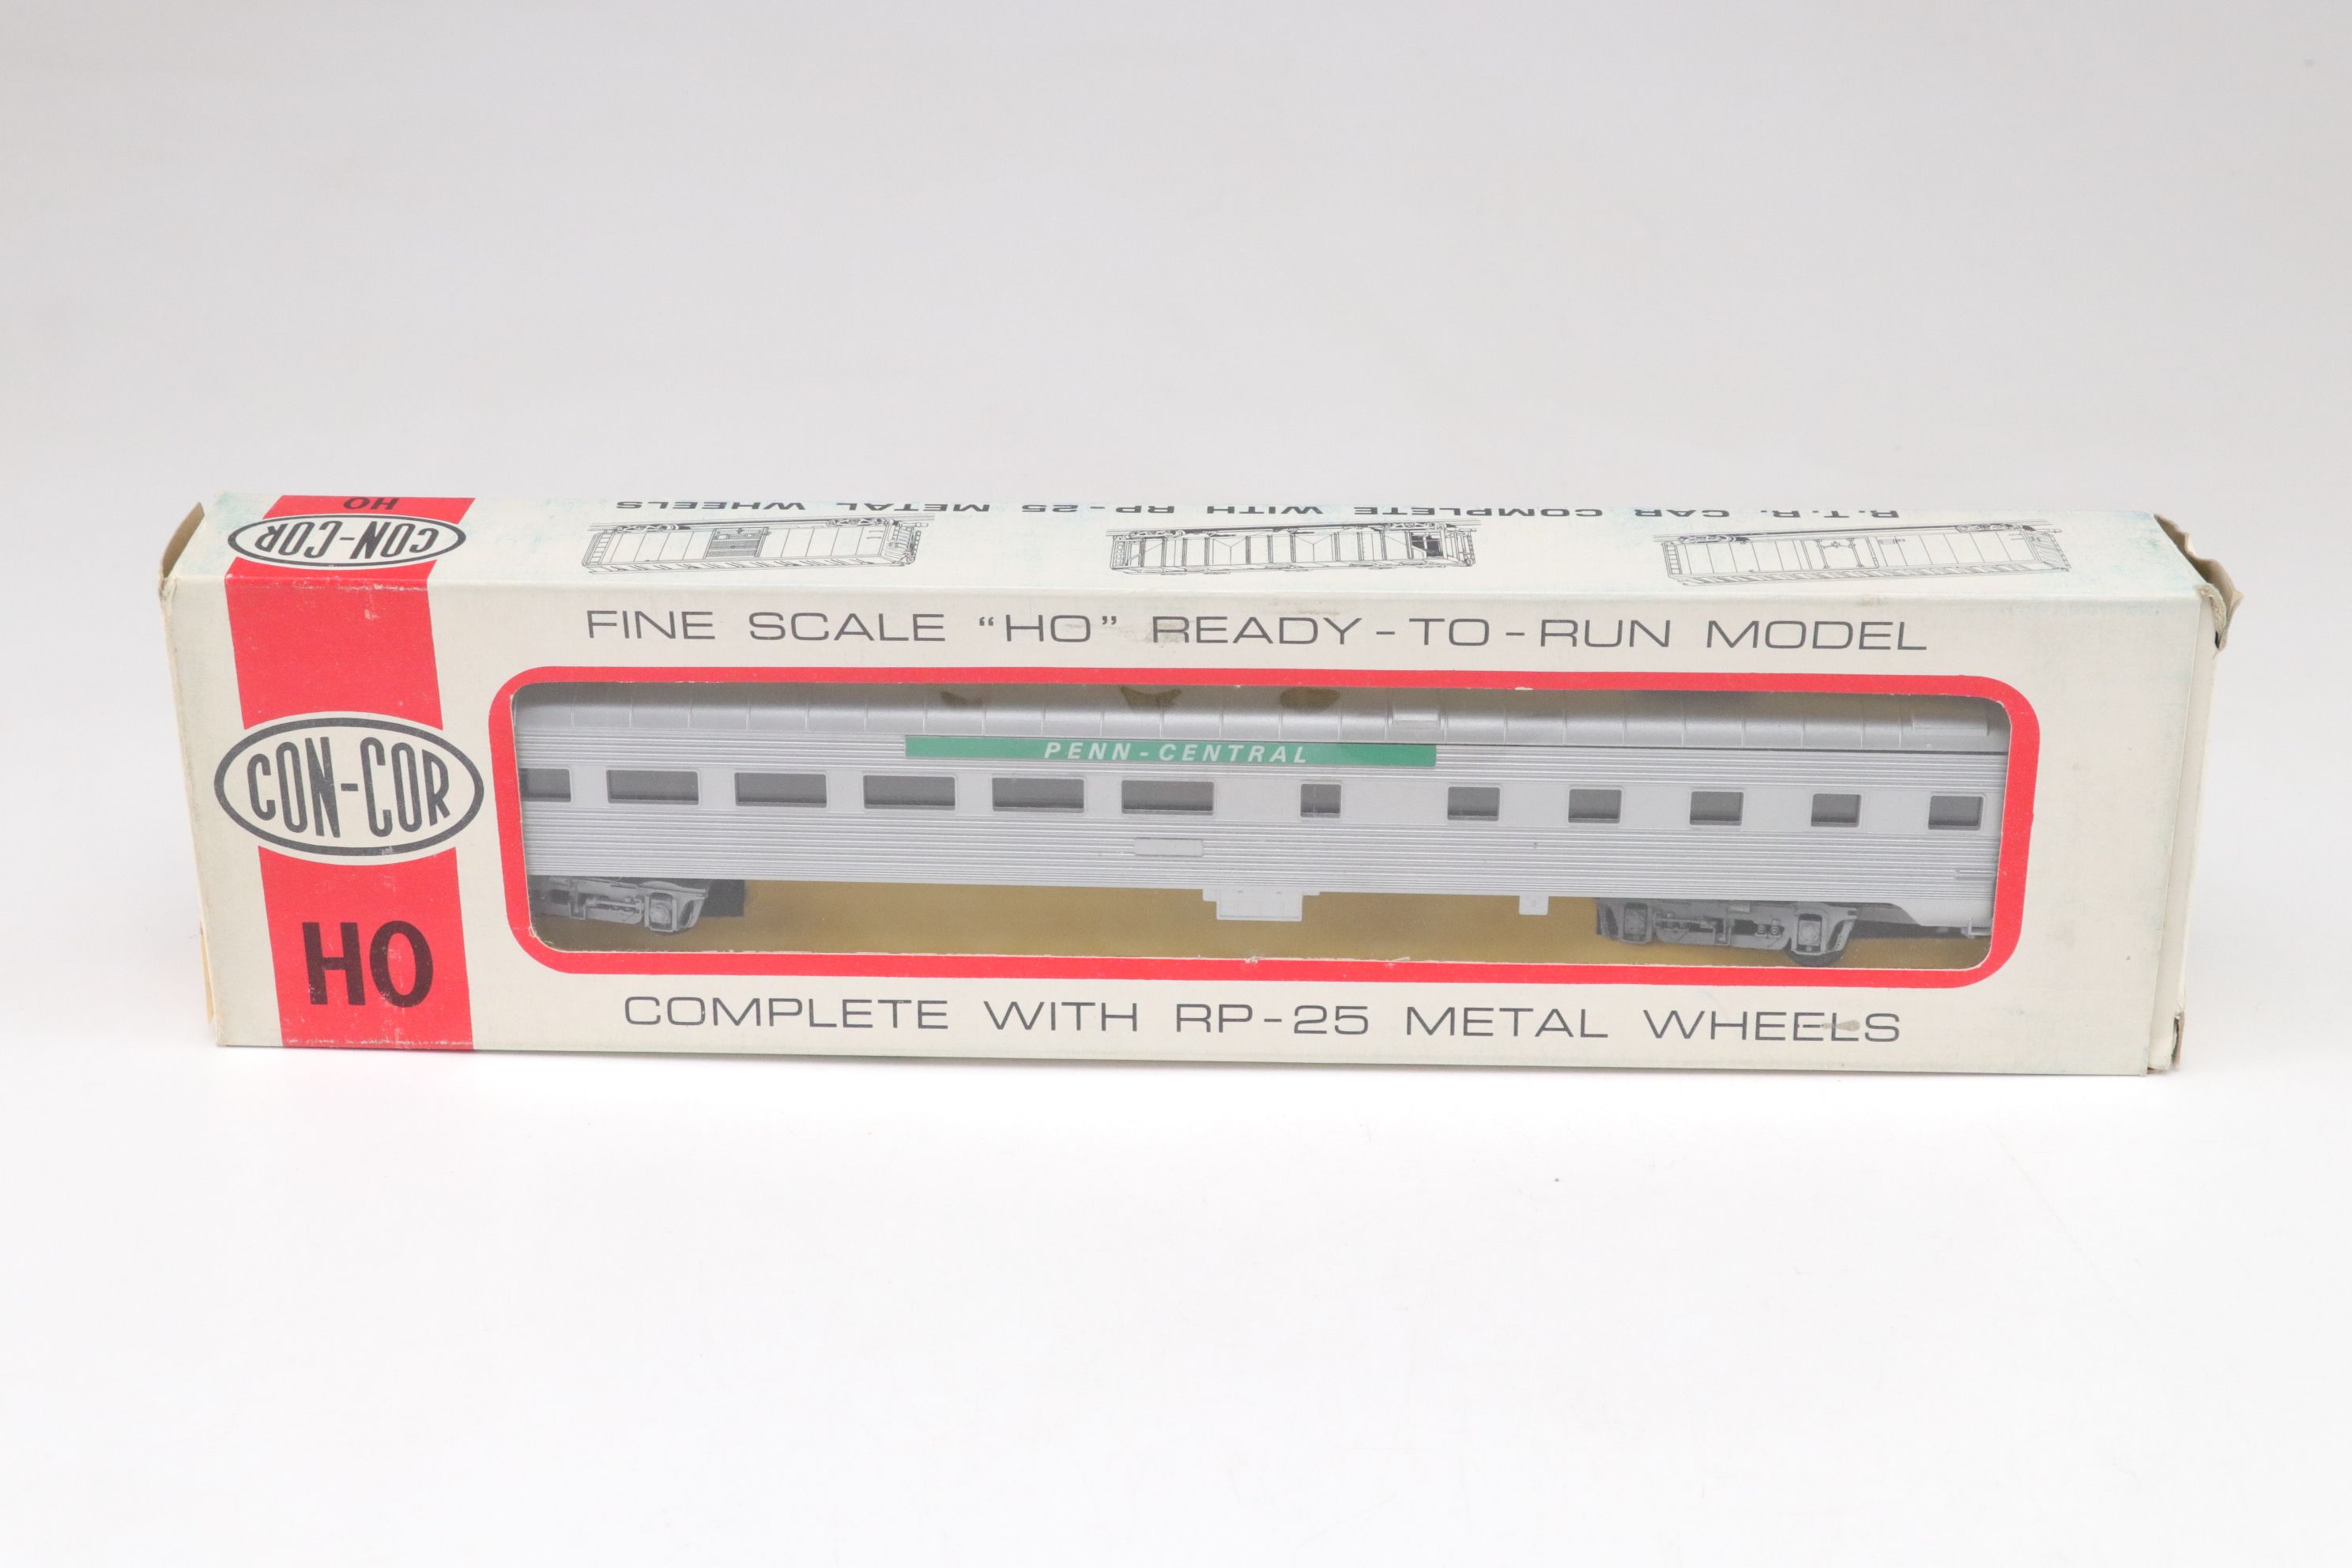 R.T.R. CAR COMPLETE WITH RP-25 METAL WHEELS
CON-COR
HO
FINE SCALE “HO” READY-TO-RUN MODEL
PENN-CENTRAL
CON-COR
HO
COMPLETE WITH RP-25 METAL WHEELS